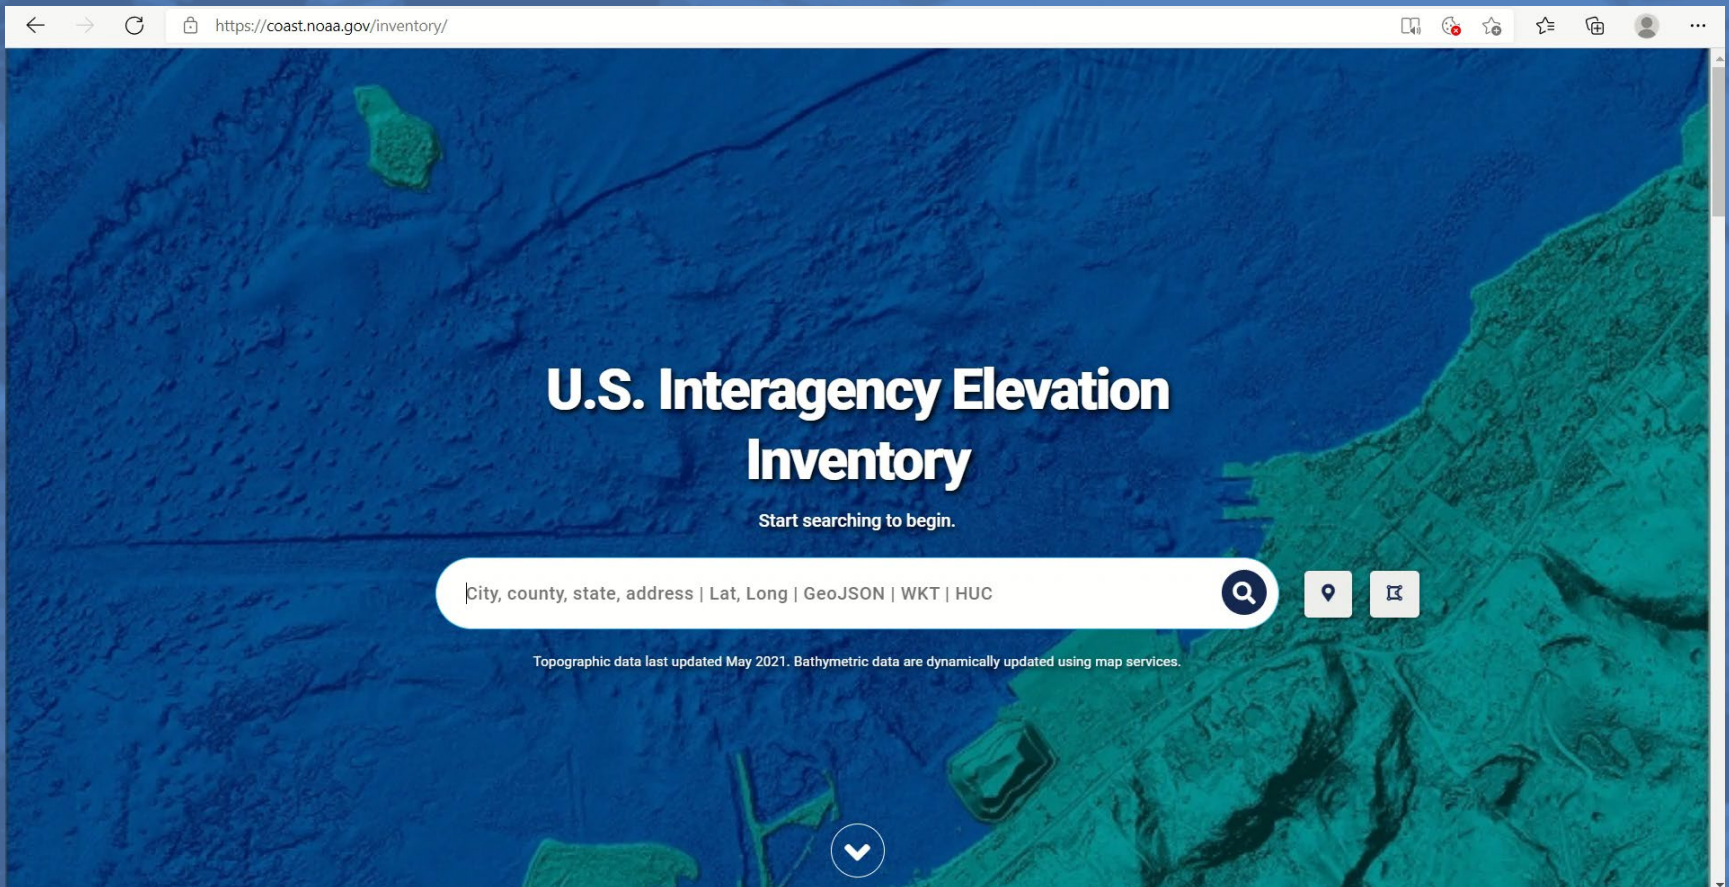 https://coast.noaa.gov/inventory/
U.S. Interagency Elevation
Inventory
Start searching to begin.
City, county, state, address | Lat, Long | GeoJSON | WKT | HUC
Topographic data last updated May 2021. Bathymetric data are dynamically updated using map services.